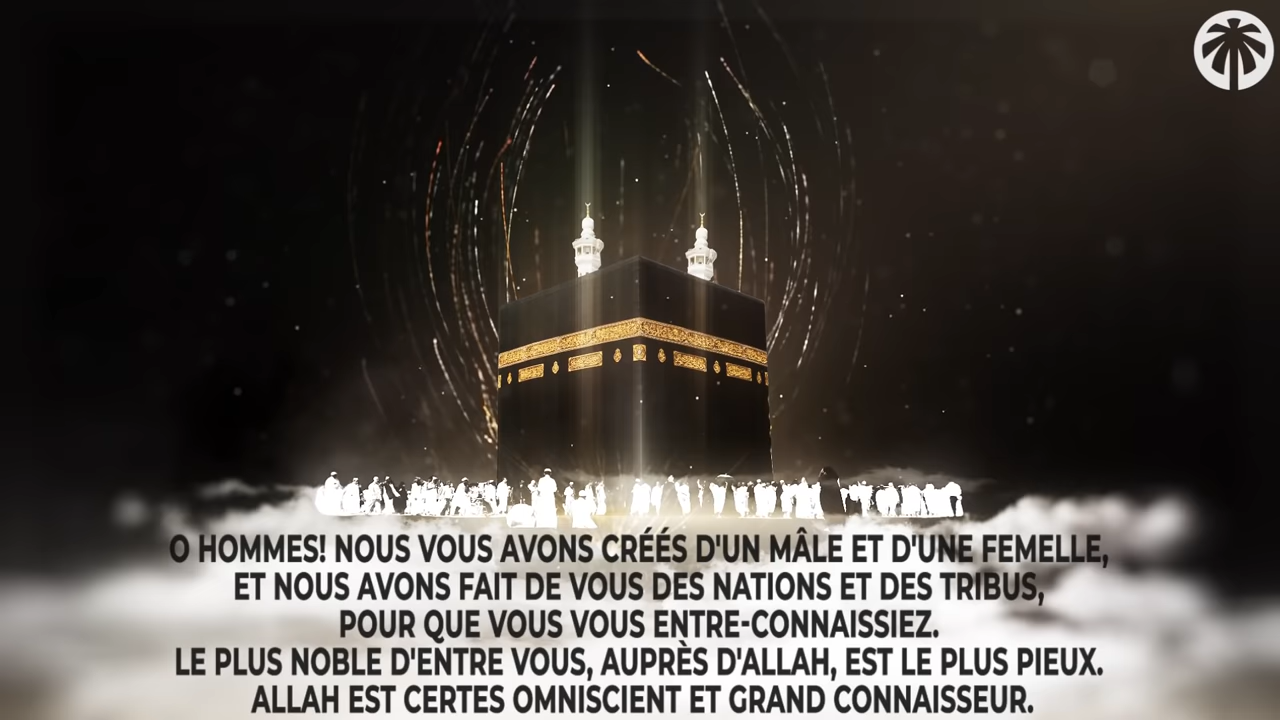 O HOMMES! NOUS VOUS AVONS CRÉÉS D'UN MÂLE ET D'UNE FEMELLE,
ET NOUS AVONS FAIT DE VOUS DES NATIONS ET DES TRIBUS,
POUR QUE VOUS VOUS ENTRE-CONNAISSIEZ.
LE PLUS NOBLE D'ENTRE VOUS, AUPRÈS D'ALLAH, EST LE PLUS PIEUX.
ALLAH EST CERTES OMNISCIENT ET GRAND CONNAISSEUR.